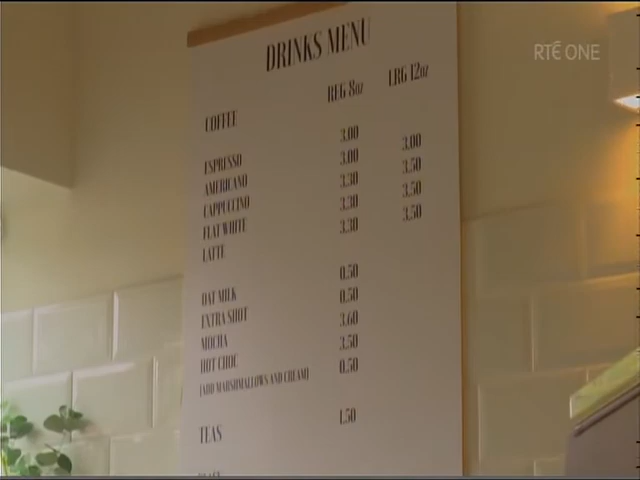 RTÉ ONE
DRINKS MENU
REG 8oz LRG 12oz
COFFEE
ESPRESSO 3.00
AMERICANO 3.00 3.00
CAPPUCCINO 3.30 3.50
FLAT WHITE 3.30 3.50
LATTE 3.30 3.50
OAT MILK 0.50
EXTRA SHOT 0.50
MOCHA 3.60
HOT CHOC 3.50
(ADD MARSHMALLOWS AND CREAM) 0.50
TEAS 1.50